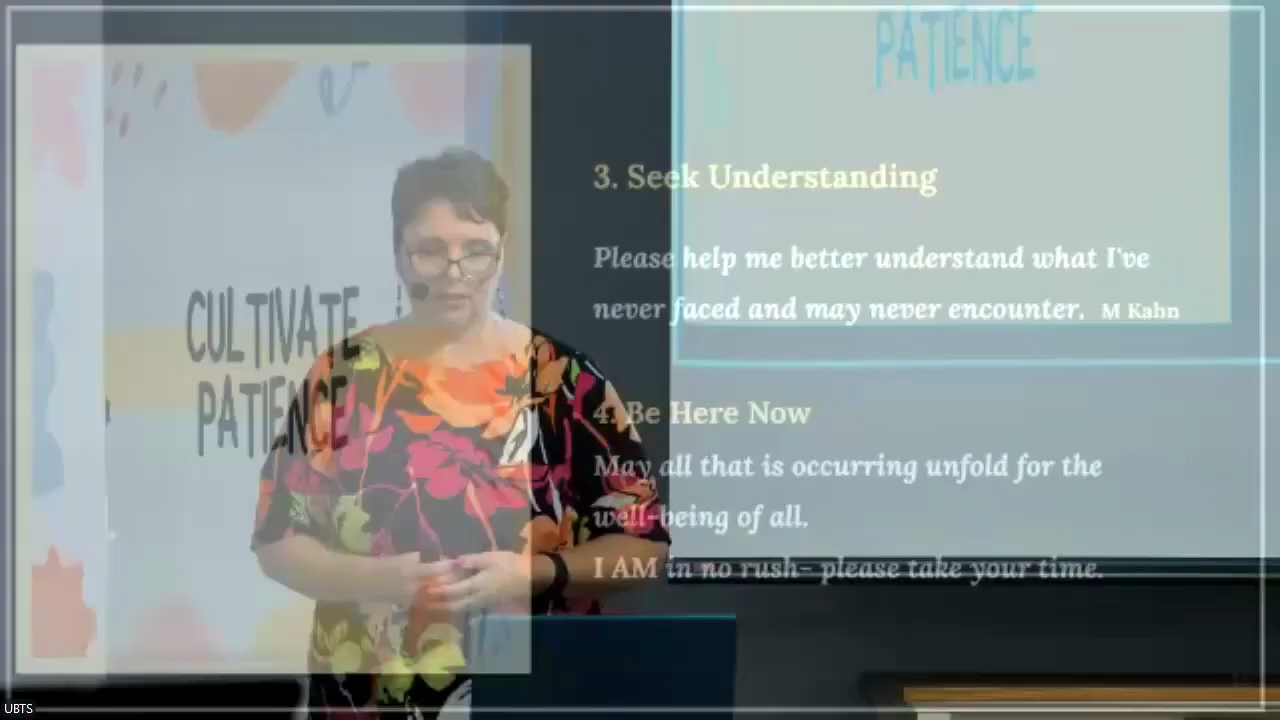 PATIENCE
CULTIVATE
PATIENCE
3. Seek Understanding
Please help me better understand what I've
never faced and may never encounter. M Kahn
4. Be Here Now
May all that is occurring unfold for the
well-being of all.
I AM in no rush- please take your time.
UBTS